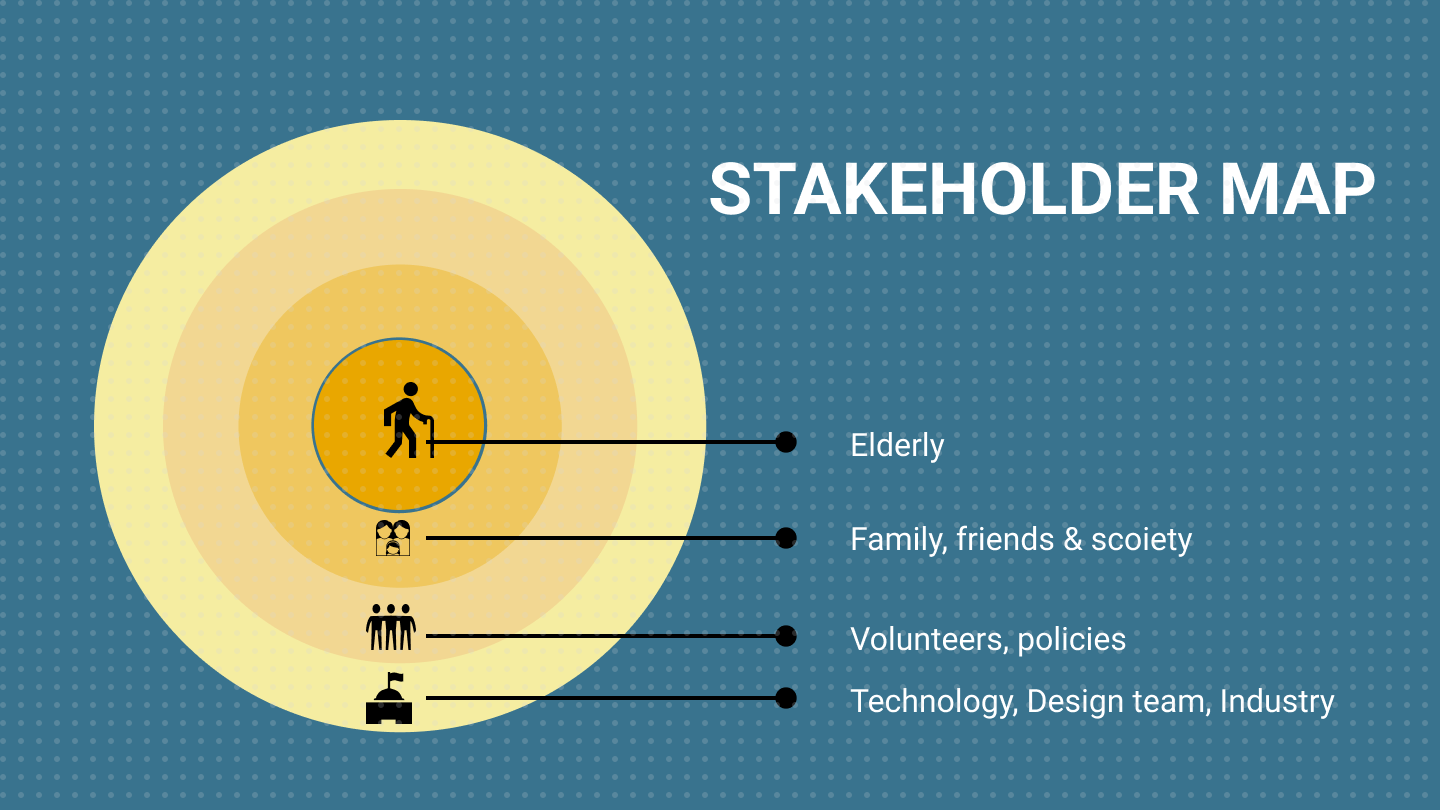 STAKEHOLDER MAP
Elderly
Family, friends & scoiety
Volunteers, policies
Technology, Design team, Industry